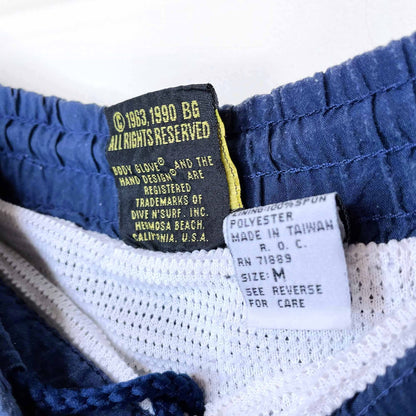 © 1963, 1990 BG
ALL RIGHTS RESERVED
BODY GLOVE® AND THE
HAND DESIGN® ARE
REGISTERED
TRADEMARKS OF
DIVE N'SURF. INC.
HERMOSA BEACH.
CALIFORNIA. U.S.A.
LINING/100% SPUN
POLYESTER
MADE IN TAIWAN
R. O. C.
RN 71889
SIZE: M
SEE REVERSE
FOR CARE